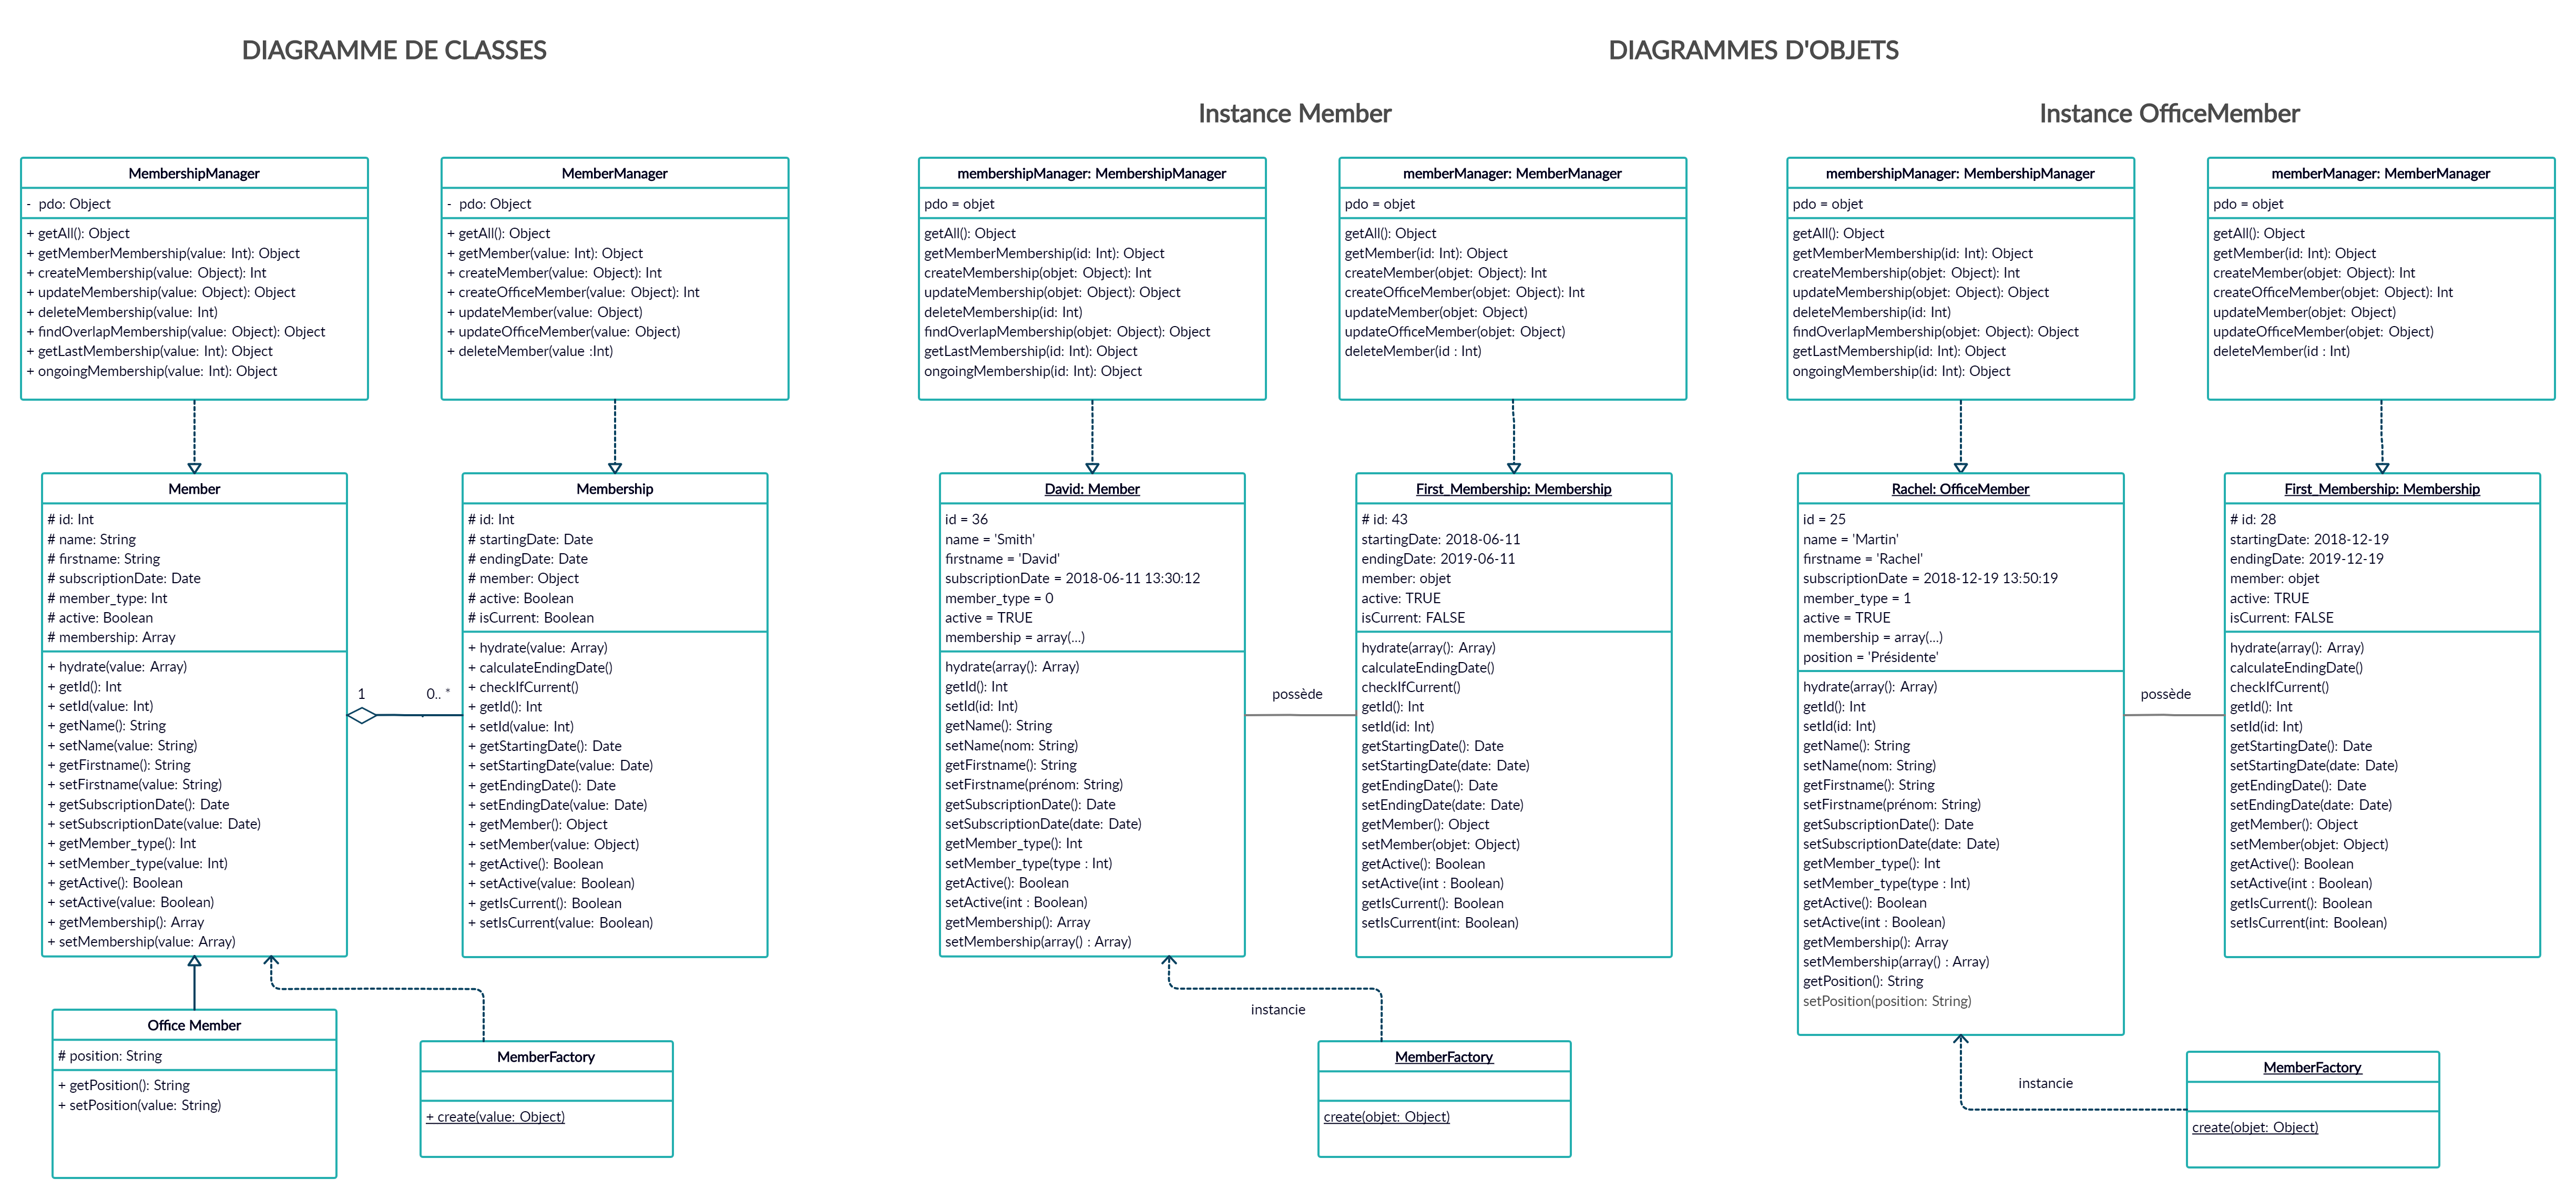 DIAGRAMME DE CLASSES
DIAGRAMMES D'OBJETS
Instance Member
Instance OfficeMember
MembershipManager
- pdo: Object
+ getAll(): Object
+ getMemberMembership(value: Int): Object
+ createMembership(value: Object): Int
+ updateMembership(value: Object): Object
+ deleteMembership(value: Int)
+ findOverlapMembership(value: Object): Object
+ getLastMembership(value: Int): Object
+ ongoingMembership(value: Int): Object
MemberManager
- pdo: Object
+ getAll(): Object
+ getMember(value: Int): Object
+ createMember(value: Object): Int
+ createOfficeMember(value: Object): Int
+ updateMember(value: Object)
+ updateOfficeMember(value: Object)
+ deleteMember(value :Int)
Member
# id: Int
# name: String
# firstname: String
# subscriptionDate: Date
# member_type: Int
# active: Boolean
# membership: Array
+ hydrate(value: Array)
+ getId(): Int
+ setId(value: Int)
+ getName(): String
+ setName(value: String)
+ getFirstname(): String
+ setFirstname(value: String)
+ getSubscriptionDate(): Date
+ setSubscriptionDate(value: Date)
+ getMember_type(): Int
+ setMember_type(value: Int)
+ getActive(): Boolean
+ setActive(value: Boolean)
+ getMembership(): Array
+ setMembership(value: Array)
1
0.. *
Membership
# id: Int
# startingDate: Date
# endingDate: Date
# member: Object
# active: Boolean
# isCurrent: Boolean
+ hydrate(value: Array)
+ calculateEndingDate()
+ checkIfCurrent()
+ getId(): Int
+ setId(value: Int)
+ getStartingDate(): Date
+ setStartingDate(value: Date)
+ getEndingDate(): Date
+ setEndingDate(value: Date)
+ getMember(): Object
+ setMember(value: Object)
+ getActive(): Boolean
+ setActive(value: Boolean)
+ getIsCurrent(): Boolean
+ setIsCurrent(value: Boolean)
Office Member
# position: String
+ getPosition(): String
+ setPosition(value: String)
MemberFactory
+ create(value: Object)
membershipManager: MembershipManager
pdo = objet
getAll(): Object
getMemberMembership(id: Int): Object
createMembership(objet: Object): Int
updateMembership(objet: Object): Object
deleteMembership(id: Int)
findOverlapMembership(objet: Object): Object
getLastMembership(id: Int): Object
ongoingMembership(id: Int): Object
memberManager: MemberManager
pdo = objet
getAll(): Object
getMember(id: Int): Object
createMember(objet: Object): Int
createOfficeMember(objet: Object): Int
updateMember(objet: Object)
updateOfficeMember(objet: Object)
deleteMember(id : Int)
David: Member
id = 36
name = 'Smith'
firstname = 'David'
subscriptionDate = 2018-06-11 13:30:12
member_type = 0
active = TRUE
membership = array(...)
hydrate(array(): Array)
getId(): Int
setId(id: Int)
getName(): String
setName(nom: String)
getFirstname(): String
setFirstname(prénom: String)
getSubscriptionDate(): Date
setSubscriptionDate(date: Date)
getMember_type(): Int
setMember_type(type : Int)
getActive(): Boolean
setActive(int : Boolean)
getMembership(): Array
setMembership(array() : Array)
possède
First_Membership: Membership
# id: 43
startingDate: 2018-06-11
endingDate: 2019-06-11
member: objet
active: TRUE
isCurrent: FALSE
hydrate(array(): Array)
calculateEndingDate()
checkIfCurrent()
getId(): Int
setId(id: Int)
getStartingDate(): Date
setStartingDate(date: Date)
getEndingDate(): Date
setEndingDate(date: Date)
getMember(): Object
setMember(objet: Object)
getActive(): Boolean
setActive(int : Boolean)
getIsCurrent(): Boolean
setIsCurrent(int: Boolean)
instancie
MemberFactory
create(objet: Object)
membershipManager: MembershipManager
pdo = objet
getAll(): Object
getMemberMembership(id: Int): Object
createMembership(objet: Object): Int
updateMembership(objet: Object): Object
deleteMembership(id: Int)
findOverlapMembership(objet: Object): Object
getLastMembership(id: Int): Object
ongoingMembership(id: Int): Object
memberManager: MemberManager
pdo = objet
getAll(): Object
getMember(id: Int): Object
createMember(objet: Object): Int
createOfficeMember(objet: Object): Int
updateMember(objet: Object)
updateOfficeMember(objet: Object)
deleteMember(id : Int)
Rachel: OfficeMember
id = 25
name = 'Martin'
firstname = 'Rachel'
subscriptionDate = 2018-12-19 13:50:19
member_type = 1
active = TRUE
membership = array(...)
position = 'Présidente'
hydrate(array(): Array)
getId(): Int
setId(id: Int)
getName(): String
setName(nom: String)
getFirstname(): String
setFirstname(prénom: String)
getSubscriptionDate(): Date
setSubscriptionDate(date: Date)
getMember_type(): Int
setMember_type(type : Int)
getActive(): Boolean
setActive(int : Boolean)
getMembership(): Array
setMembership(array() : Array)
getPosition(): String
setPosition(position: String)
possède
First_Membership: Membership
# id: 28
startingDate: 2018-12-19
endingDate: 2019-12-19
member: objet
active: TRUE
isCurrent: FALSE
hydrate(array(): Array)
calculateEndingDate()
checkIfCurrent()
getId(): Int
setId(id: Int)
getStartingDate(): Date
setStartingDate(date: Date)
getEndingDate(): Date
setEndingDate(date: Date)
getMember(): Object
setMember(objet: Object)
getActive(): Boolean
setActive(int : Boolean)
getIsCurrent(): Boolean
setIsCurrent(int: Boolean)
instancie
MemberFactory
create(objet: Object)